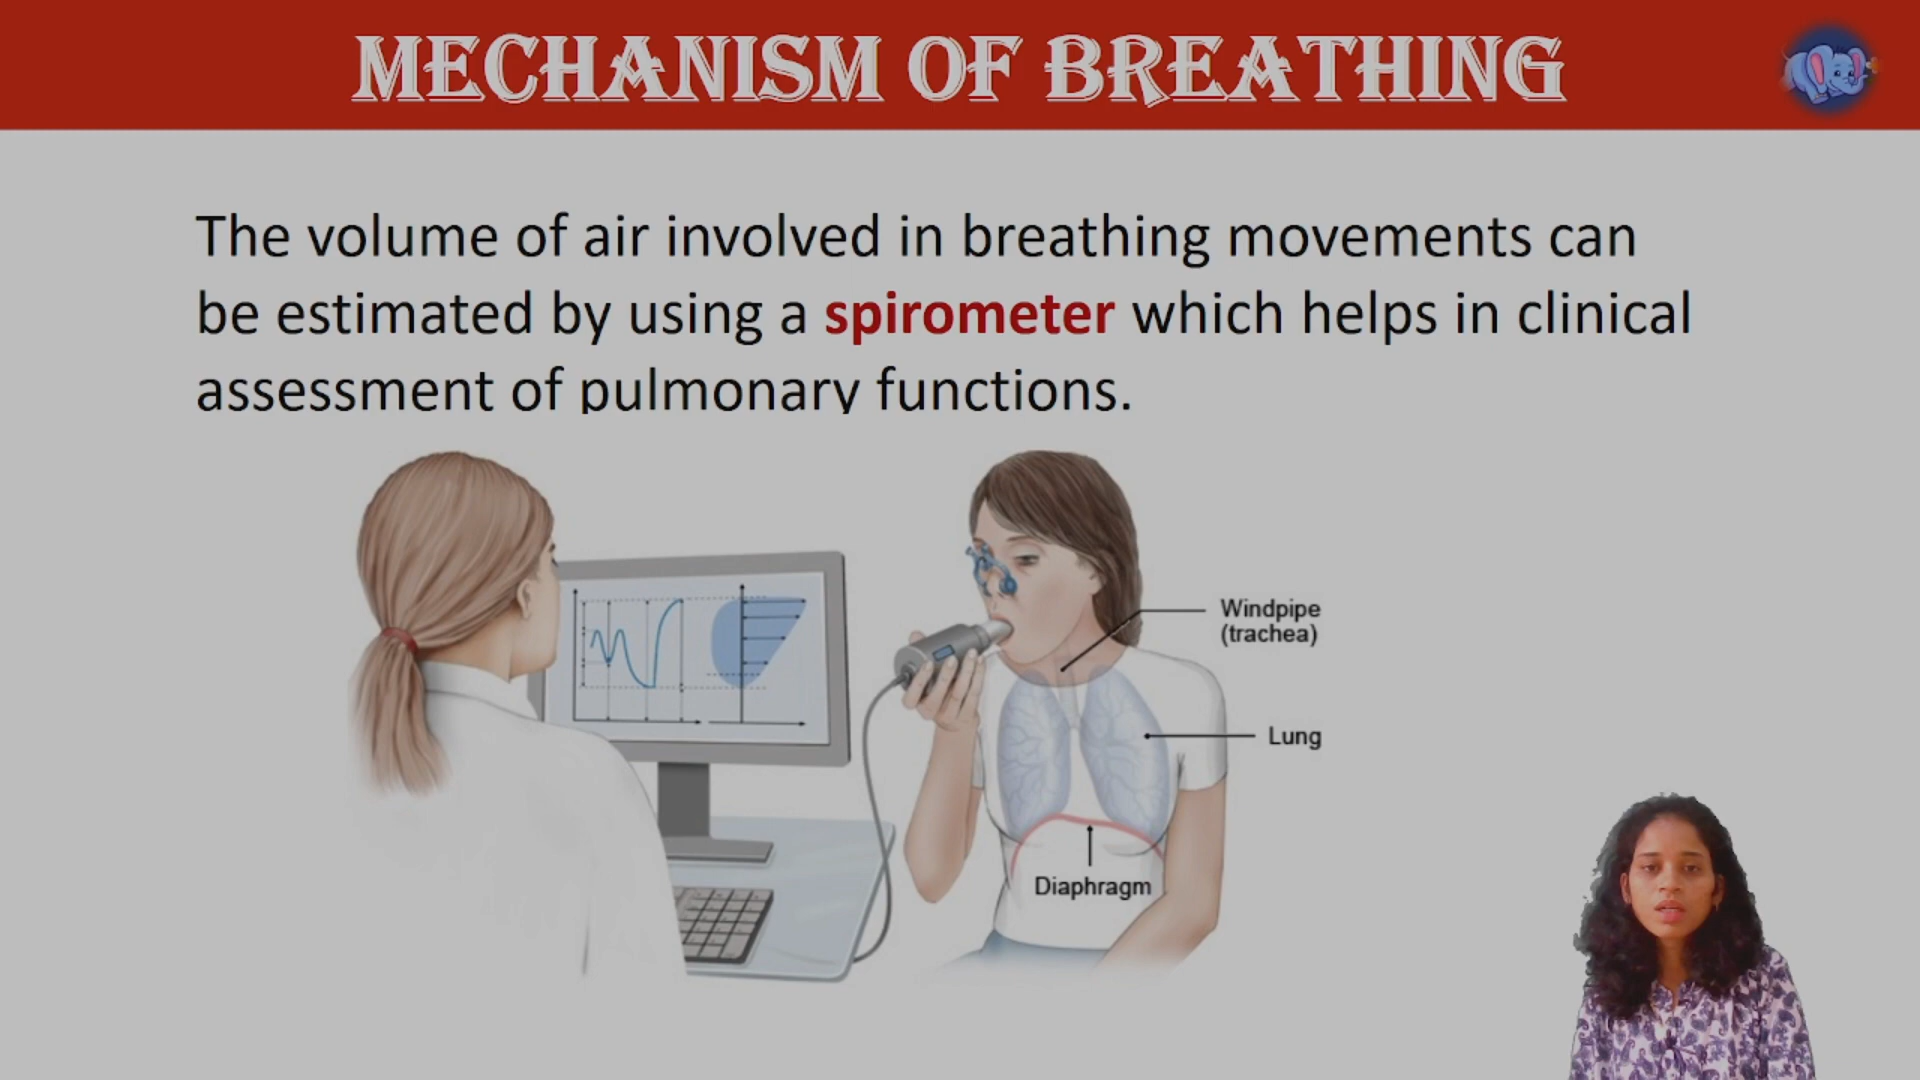 MECHANISM OF BREATHING
The volume of air involved in breathing movements can
be estimated by using a spirometer which helps in clinical
assessment of pulmonary functions.
Windpipe
(trachea)
Lung
Diaphragm